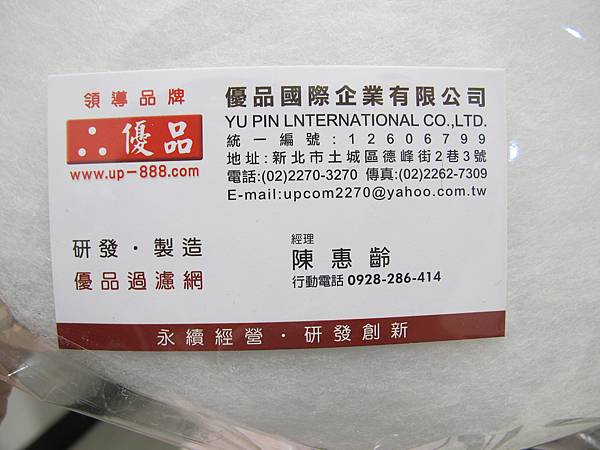 領導品牌
優品
www.up-888.com
優品國際企業有限公司
YU PIN LNTERNATIONAL CO.,LTD.
統一編號:12606799
地址:新北市土城區德峰街2巷3號
電話:(02)2270-3270 傳真:(02)2262-7309
E-mail:upcom2270@yahoo.com.tw
研發・製造
優品過濾網
經理
陳惠齡
行動電話 0928-286-414
永續經營・研發創新